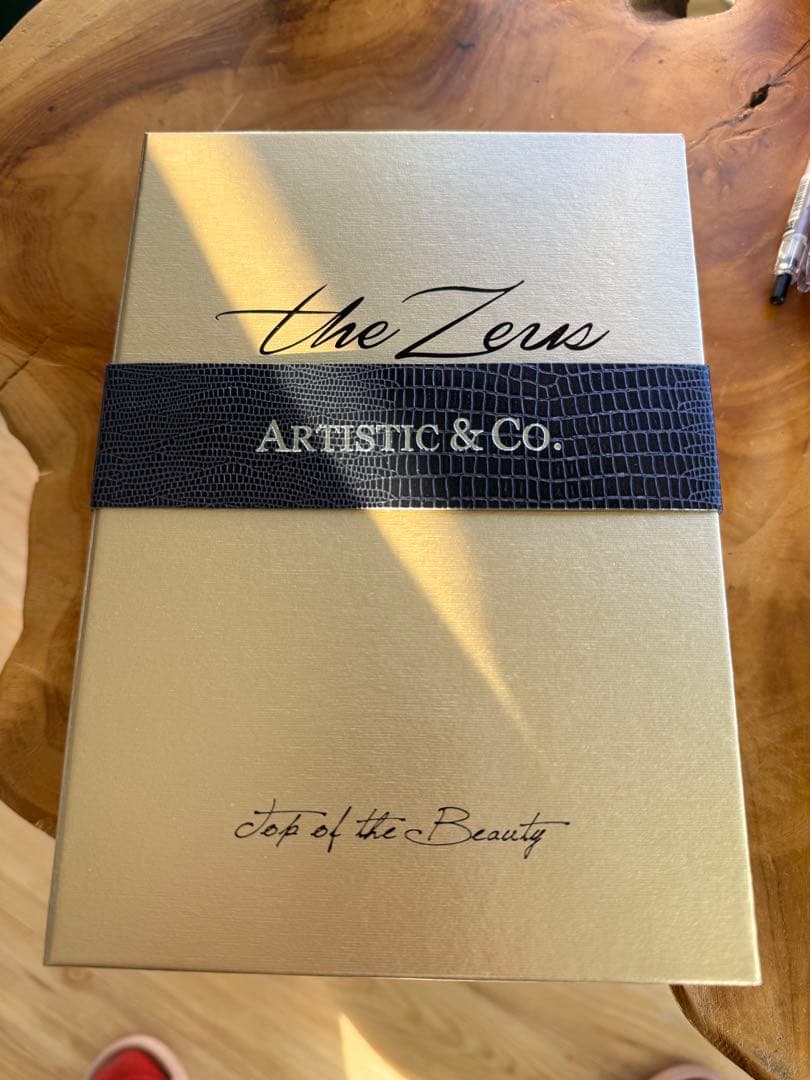 the Zeus
ARTISTIC & CO.
Top of the Beauty